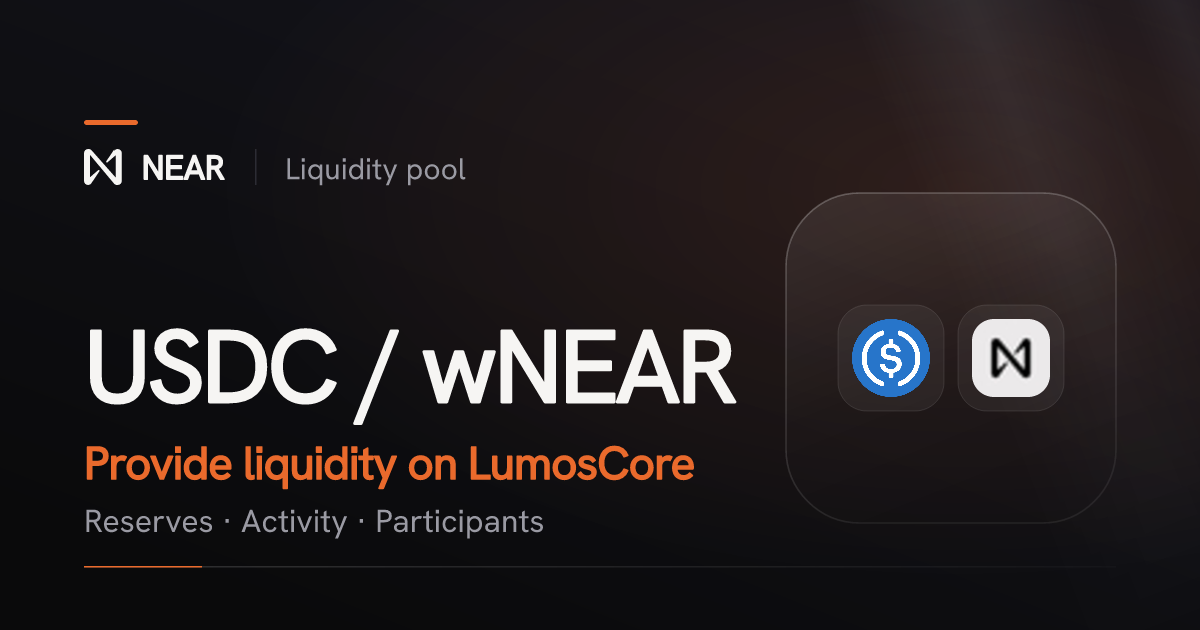 NEAR Liquidity pool
USDC / wNEAR
Provide liquidity on LumosCore
Reserves · Activity · Participants